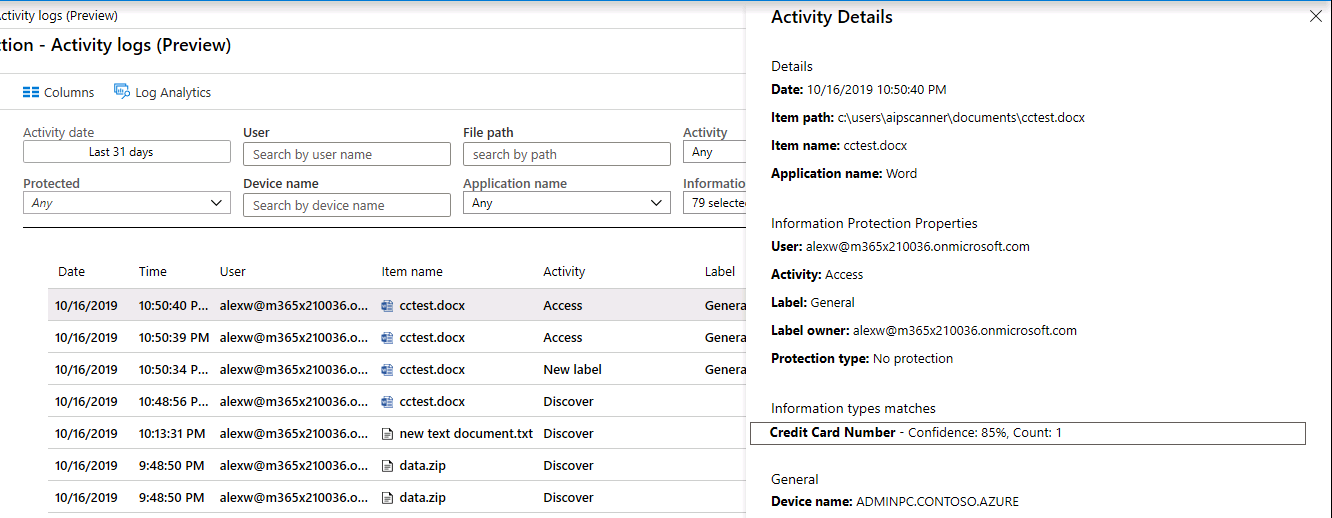 ctivity logs (Preview)
tion - Activity logs (Preview)
Columns Log Analytics
Activity date User File path Activity
Last 31 days Search by user name search by path Any
Protected Device name Application name Information
Any Search by device name Any 79 selected
Date Time User Item name Activity Label
10/16/2019 10:50:40 P... alexw@m365x210036.o... cctest.docx Access Genera
10/16/2019 10:50:39 PM alexw@m365x210036.o... cctest.docx Access Genera
10/16/2019 10:50:34 P... alexw@m365x210036.o... cctest.docx New label Genera
10/16/2019 10:48:56 P... alexw@m365x210036.o... cctest.docx Discover
10/16/2019 10:13:31 PM alexw@m365x210036.o... new text document.txt Discover
10/16/2019 9:48:50 PM alexw@m365x210036.o... data.zip Discover
10/16/2019 9:48:50 PM alexw@m365x210036.o... data.zip Discover
Activity Details
Details
Date: 10/16/2019 10:50:40 PM
Item path: c:\users\aipscanner\documents\cctest.docx
Item name: cctest.docx
Application name: Word
Information Protection Properties
User: alexw@m365x210036.onmicrosoft.com
Activity: Access
Label: General
Label owner: alexw@m365x210036.onmicrosoft.com
Protection type: No protection
Information types matches
Credit Card Number - Confidence: 85%, Count: 1
General
Device name: ADMINPC.CONTOSO.AZURE